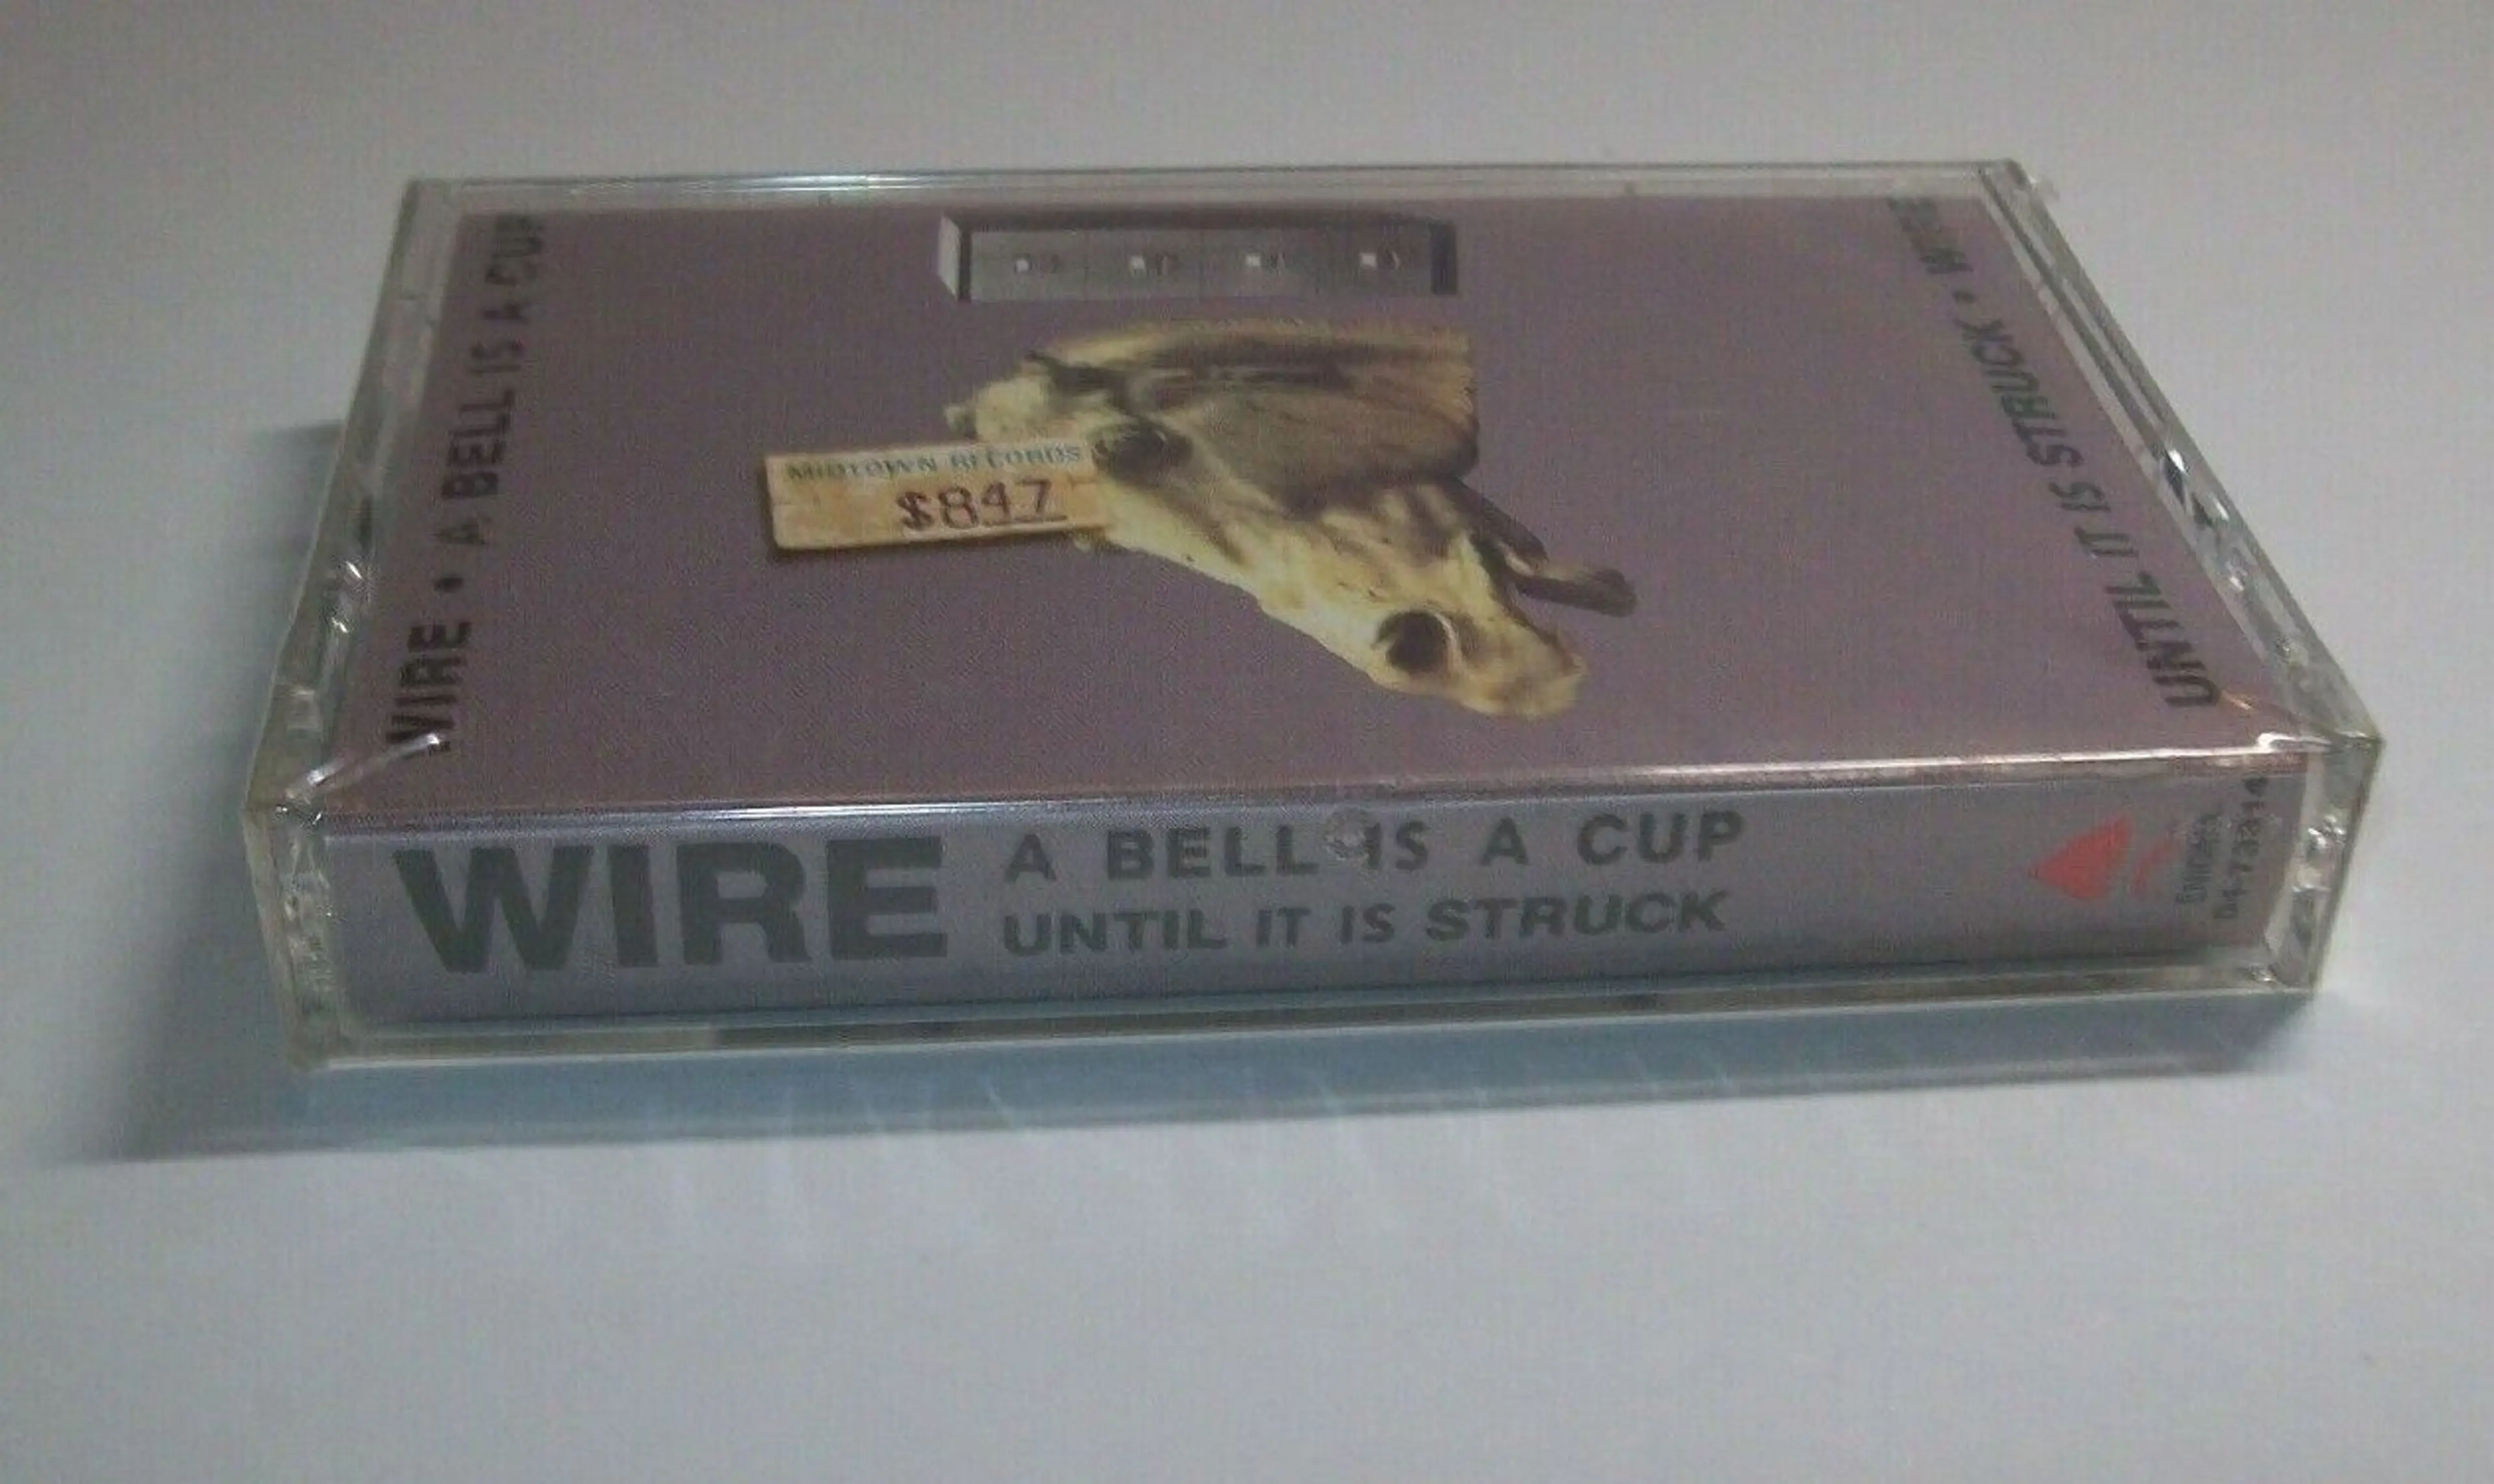 WIRE • A BELL IS A CUP
UNTIL IT IS STRUCK • WIRE
MIDTOWN RECORDS
$847
WIRE
A BELL IS A CUP
UNTIL IT IS STRUCK